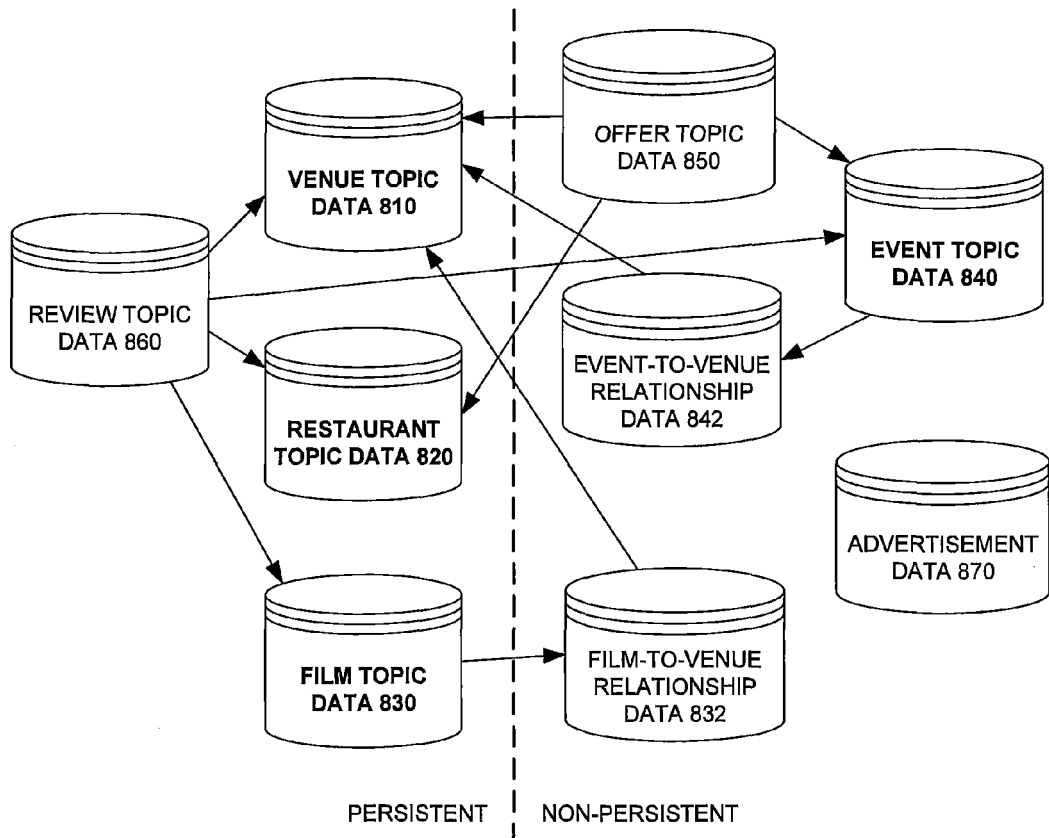 OFFER TOPIC
DATA 850
VENUE TOPIC
DATA 810
EVENT TOPIC
DATA 840
REVIEW TOPIC
DATA 860
EVENT-TO-VENUE
RELATIONSHIP
DATA 842
RESTAURANT
TOPIC DATA 820
ADVERTISEMENT
DATA 870
FILM TOPIC
DATA 830
FILM-TO-VENUE
RELATIONSHIP
DATA 832
PERSISTENT
NON-PERSISTENT